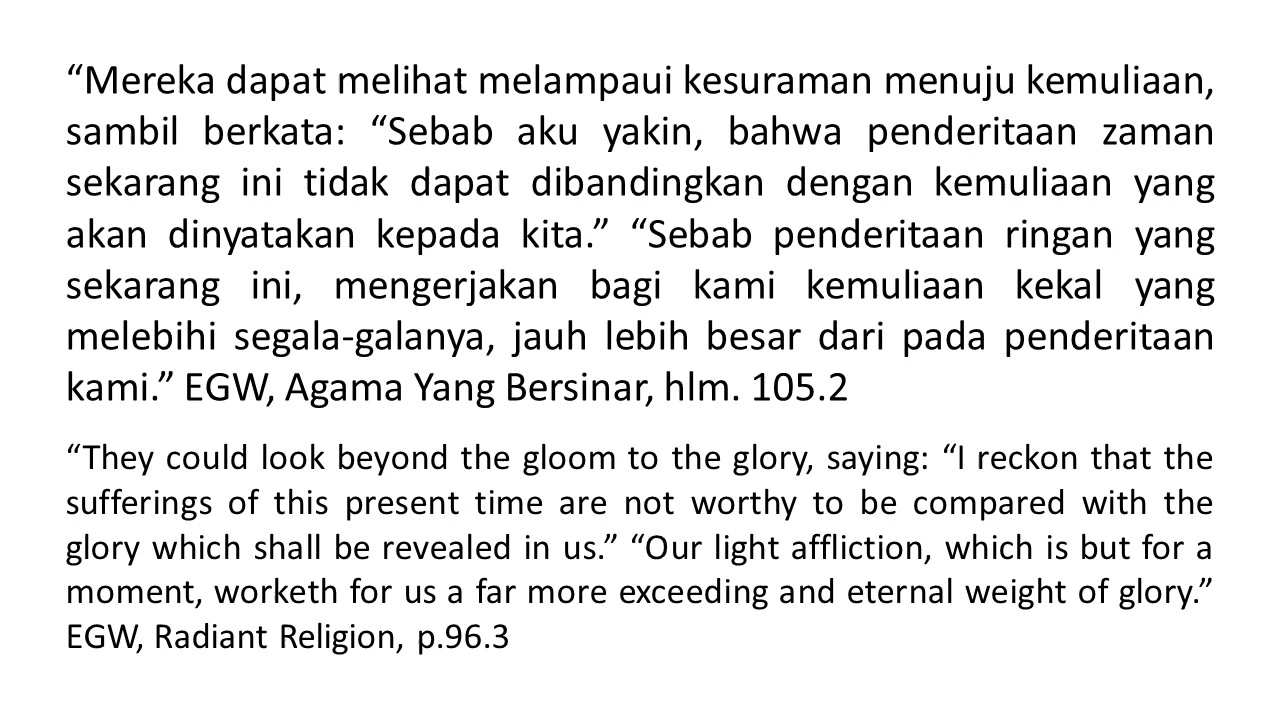 “Mereka dapat melihat melampaui kesuraman menuju kemuliaan,
sambil berkata: “Sebab aku yakin, bahwa penderitaan zaman
sekarang ini tidak dapat dibandingkan dengan kemuliaan yang
akan dinyatakan kepada kita.” “Sebab penderitaan ringan yang
sekarang ini, mengerjakan bagi kami kemuliaan kekal yang
melebihi segala-galanya, jauh lebih besar dari pada penderitaan
kami.” EGW, Agama Yang Bersinar, hlm. 105.2
“They could look beyond the gloom to the glory, saying: “I reckon that the
sufferings of this present time are not worthy to be compared with the
glory which shall be revealed in us.” “Our light affliction, which is but for a
moment, worketh for us a far more exceeding and eternal weight of glory.”
EGW, Radiant Religion, p.96.3